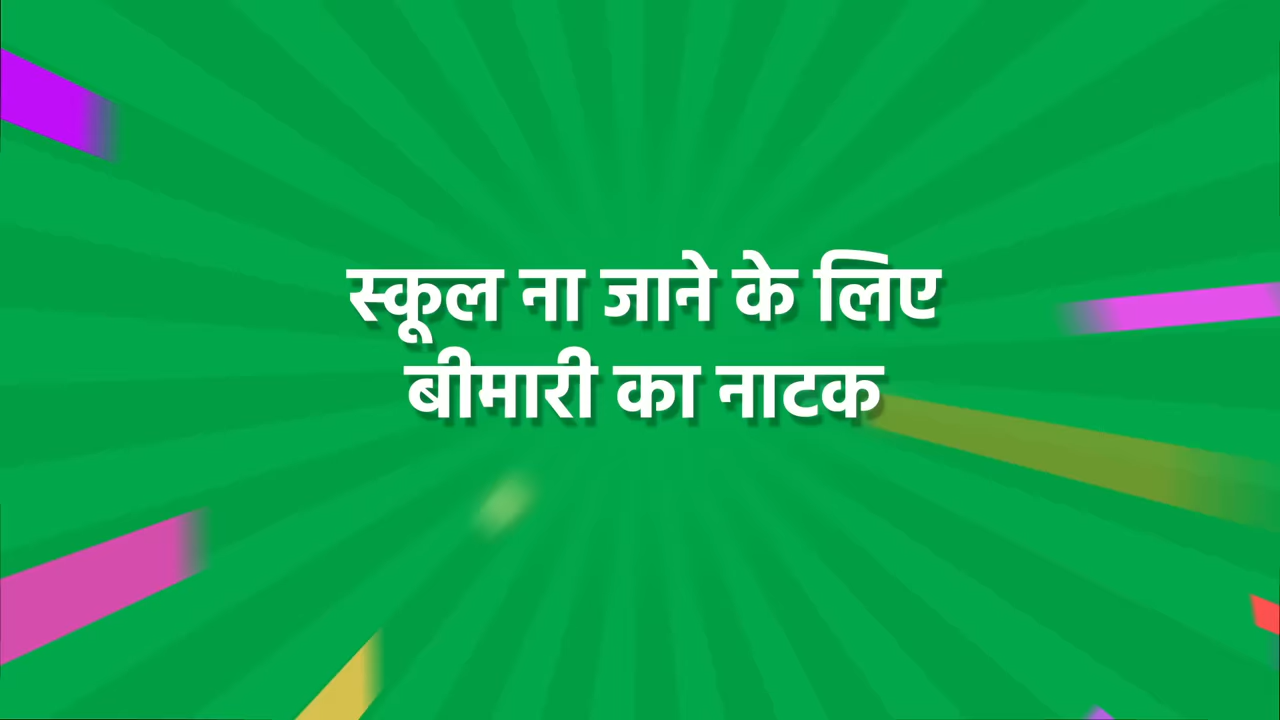 स्कूल ना जाने के लिए
बीमारी का नाटक